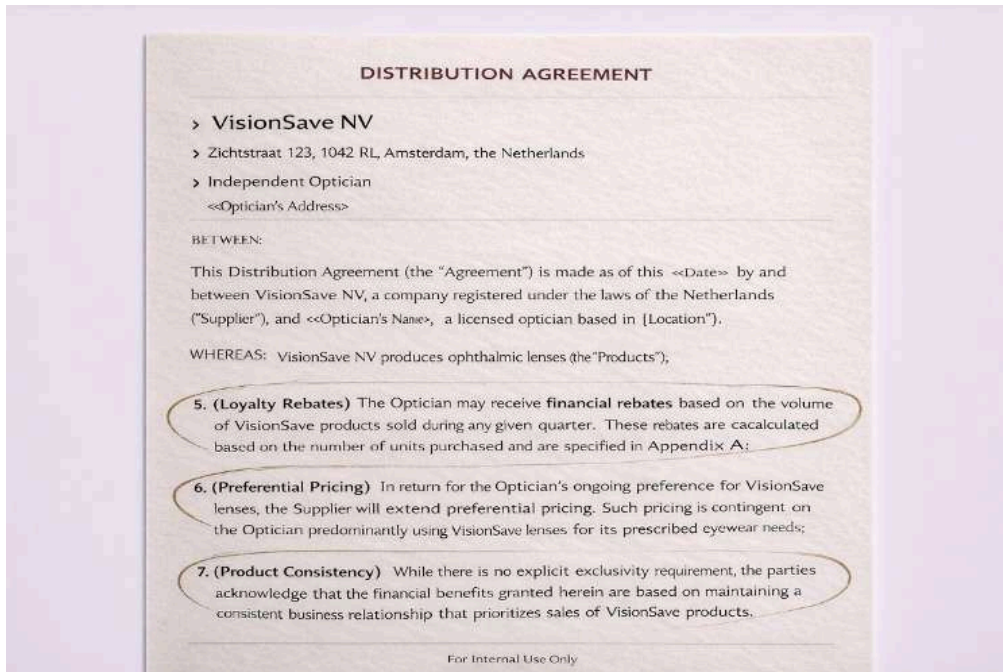 DISTRIBUTION AGREEMENT
› VisionSave NV
› Zichtstraat 123, 1042 RL, Amsterdam, the Netherlands
› Independent Optician
<<Optician's Address>
BETWEEN:
This Distribution Agreement (the "Agreement") is made as of this <<Date>> by and
between VisionSave NV, a company registered under the laws of the Netherlands
("Supplier"), and <<Optician's Name>, a licensed optician based in {Location"}.
WHEREAS: VisionSave NV produces ophthalmic lenses (the "Products");
5. (Loyalty Rebates) The Optician may receive financial rebates based on the volume
of VisionSave products sold during any given quarter. These rebates are cacalculated
based on the number of units purchased and are specified in Appendix A:
6. (Preferential Pricing) In return for the Optician's ongoing preference for VisionSave
lenses, the Supplier will extend preferential pricing. Such pricing is contingent on
the Optician predominantly using VisionSave lenses for its prescribed eyewear needs;
7. (Product Consistency) While there is no explicit exclusivity requirement, the parties
acknowledge that the financial benefits granted herein are based on maintaining a
consistent business relationship that prioritizes sales of VisionSave products.
For Internal Use Only